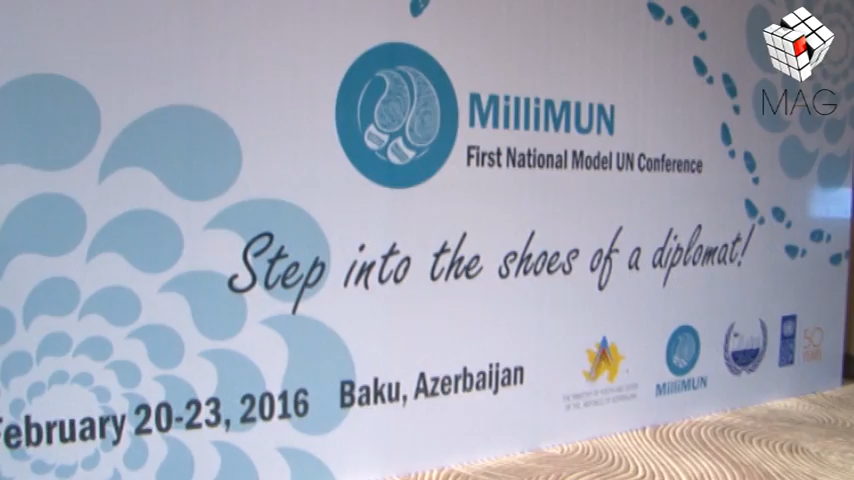 MAG
MilliMUN
First National Model UN Conference
Step into the shoes of a diplomat!
February 20-23, 2016 Baku, Azerbaijan
MilliMUN
50
YEARS